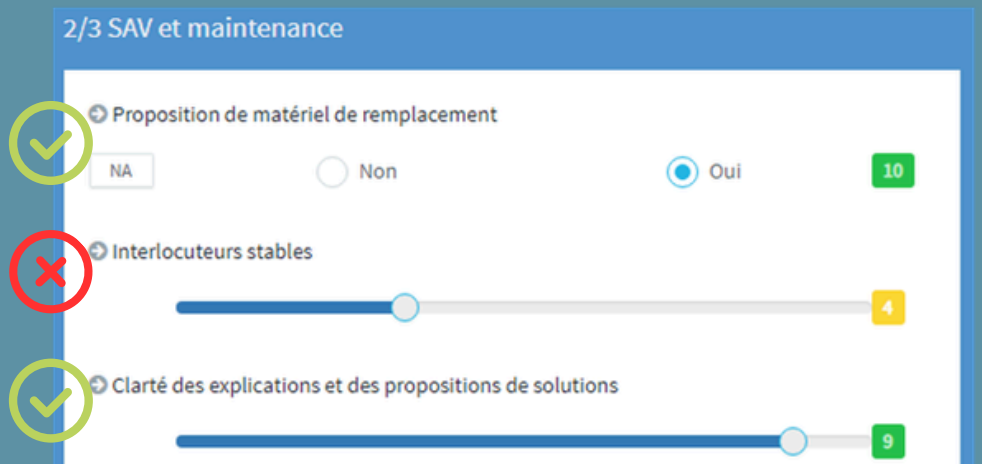 2/3 SAV et maintenance
Proposition de matériel de remplacement
NA Non Oui 10
Interlocuteurs stables
4
Clarté des explications et des propositions de solutions
9